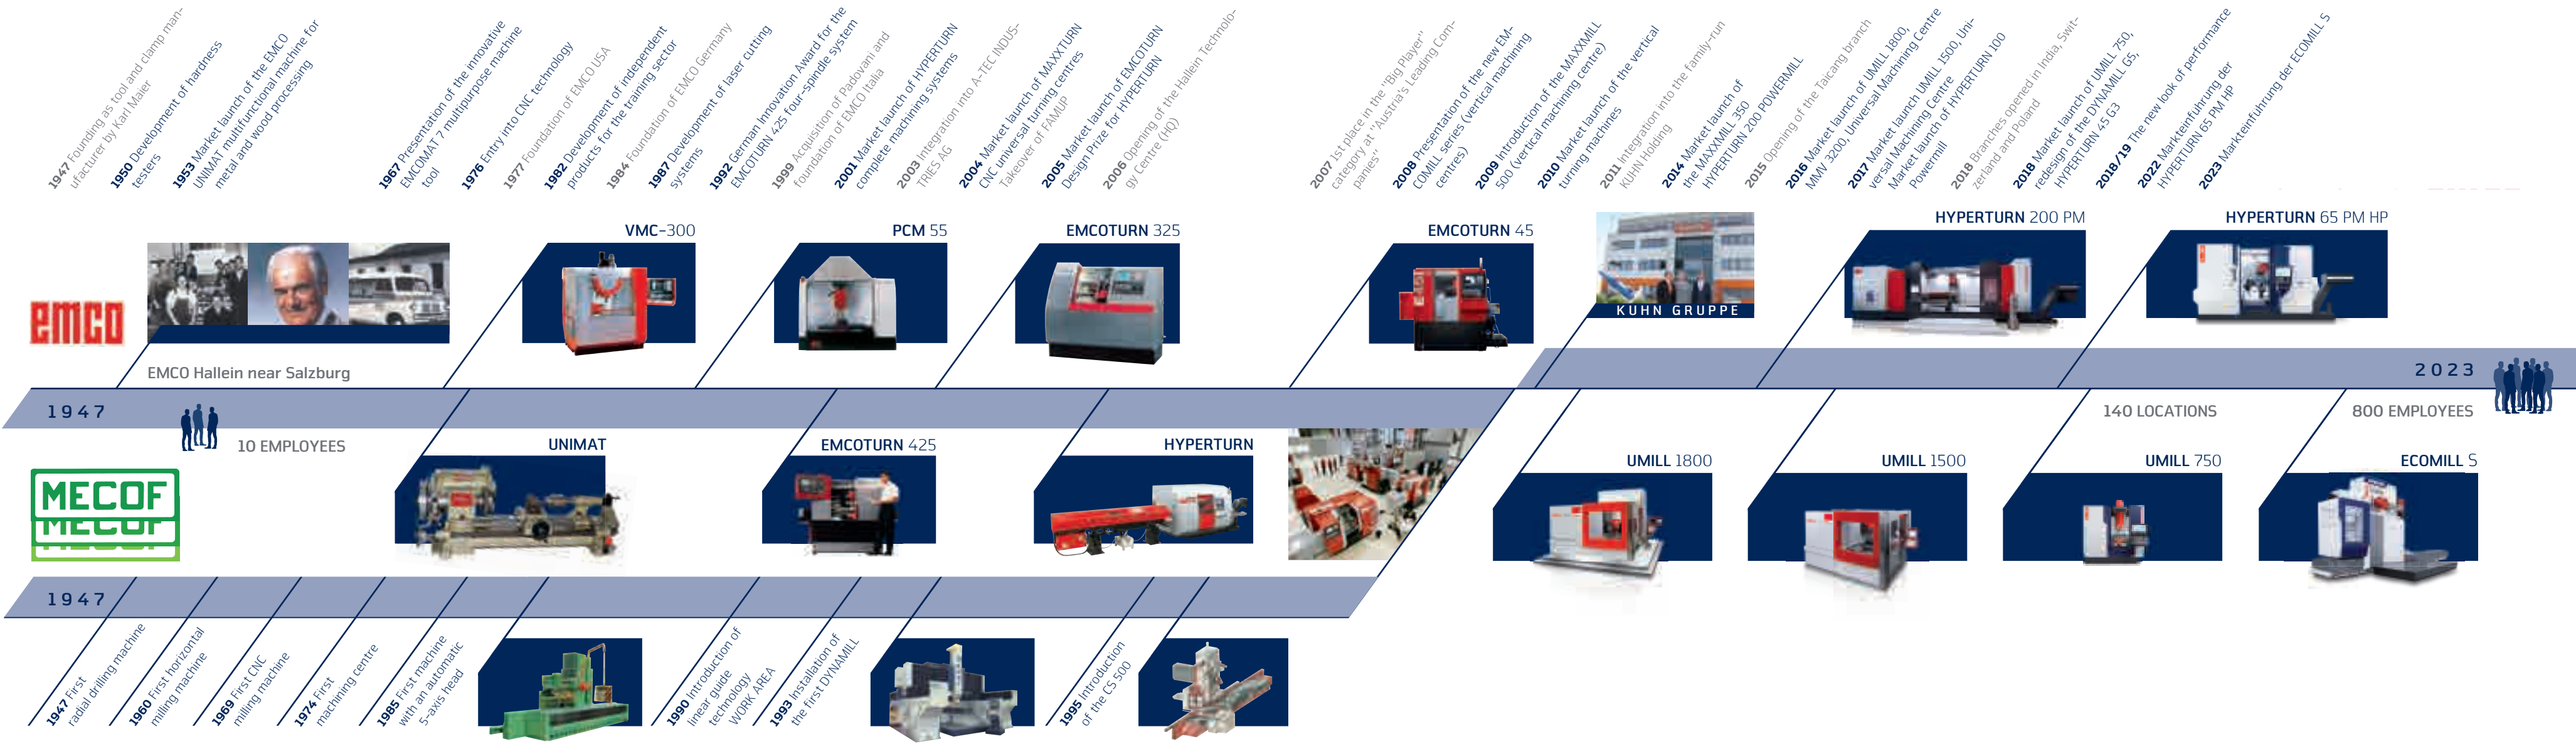 1947 Founding as tool and clamp man-
ufacturer by Karl Maier
1950 Development of hardness
testers
1953 Market launch of the EMCO
UNIMAT multifunctional machine for
metal and wood processing
1967 Presentation of the innovative
EMCOMAT 7 multipurpose machine
tool
1976 Entry into CNC technology
1977 Foundation of EMCO USA
1982 Development of independent
products for the training sector
1984 Foundation of EMCO Germany
1987 Development of laser cutting
systems
1992 German Innovation Award for the
EMCOTURN 425 four-spindle system
1999 Acquisition of Padovani and
foundation of EMCO Italia
2001 Market launch of HYPERTURN
complete machining systems
2003 Integration into A-TEC INDUS-
TRIES AG
2004 Market launch of MAXXTURN
CNC universal turning centres
Takeover of FAMUP
2005 Market launch of EMCOTURN
Design Prize for HYPERTURN
2006 Opening of the Hallein Technolo-
gy Centre (HQ)
2007 1st place in the "Big Player"
category at "Austria's Leading Com-
panies"
2008 Presentation of the new EM-
COMILL series (vertical machining
centres)
2009 Introduction of the MAXXMILL
500 (vertical machining centre)
2010 Market launch of the vertical
turning machines
2011 Integration into the family-run
KUHN Holding
2014 Market launch of
the MAXXMILL 350
HYPERTURN 200 POWERMILL
2015 Opening of the Taicang branch
2016 Market launch of UMILL 1800,
MMV 3200, Universal Machining Centre
2017 Market launch UMILL 1500, Uni-
versal Machining Centre
Market launch of HYPERTURN 100
Powermill
2018 Branches opened in India, Swit-
zerland and Poland
2018 Market launch of UMILL 750,
redesign of the DYNAMILL G5,
HYPERTURN 45 G3
2018/19 The new look of performance
2022 Markteinführung der
HYPERTURN 65 PM HP
2023 Markteinführung der ECOMILL S
VMC-300
PCM 55
EMCOTURN 325
EMCOTURN 45
HYPERTURN 200 PM
HYPERTURN 65 PM HP
emco
KUHN GRUPPE
EMCO Hallein near Salzburg
2023
1947
140 LOCATIONS
800 EMPLOYEES
10 EMPLOYEES
UNIMAT
EMCOTURN 425
HYPERTURN
UMILL 1800
UMILL 1500
UMILL 750
ECOMILL S
MECOF
MECOF
MECOF
1947
1947 First
radial drilling machine
1960 First horizontal
milling machine
1969 First CNC
milling machine
1974 First
machining centre
1985 First machine
with an automatic
5-axis head
1990 Introduction of
linear guide
technology
WORK AREA
1993 Installation of
the first DYNAMILL
1995 Introduction
of the CS 500